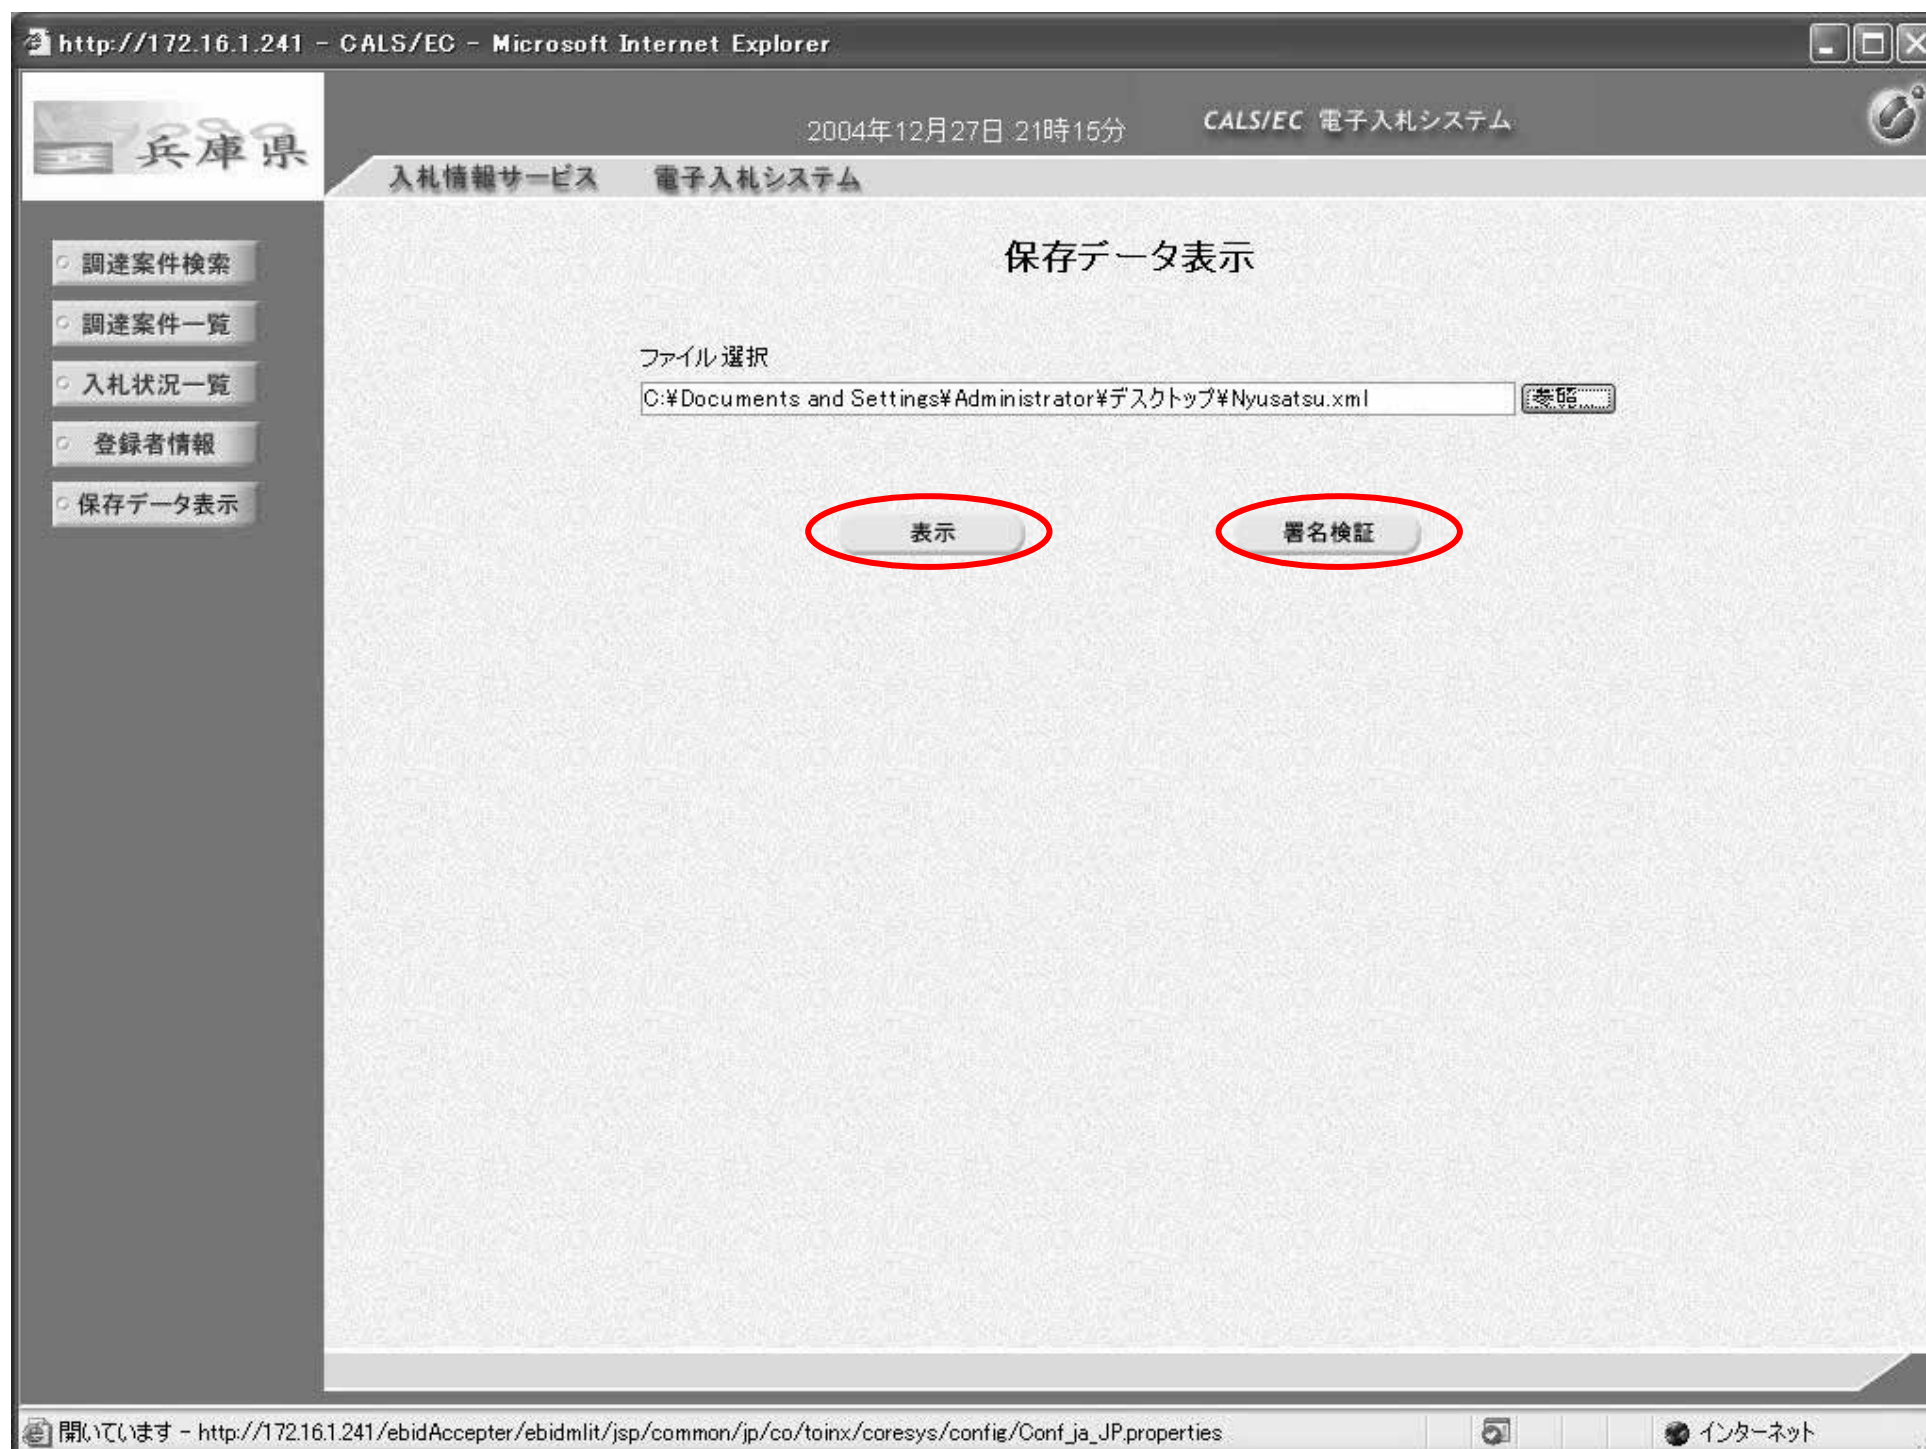 http://172.16.1.241 - CALS/EC - Microsoft Internet Explorer
兵庫県
2004年12月27日 21時15分
CALS/EC 電子入札システム
入札情報サービス 電子入札システム
調達案件検索
調達案件一覧
入札状況一覧
登録者情報
保存データ表示
保存データ表示
ファイル選択
C:¥Documents and Settings¥Administrator¥デスクトップ¥Nyusatsu.xml
参照...
表示
署名検証
開いています - http://172.16.1.241/ebidAccepter/ebidmlit/jsp/common/jp/co/toinx/coresys/config/Conf_ja_JP.properties
インターネット